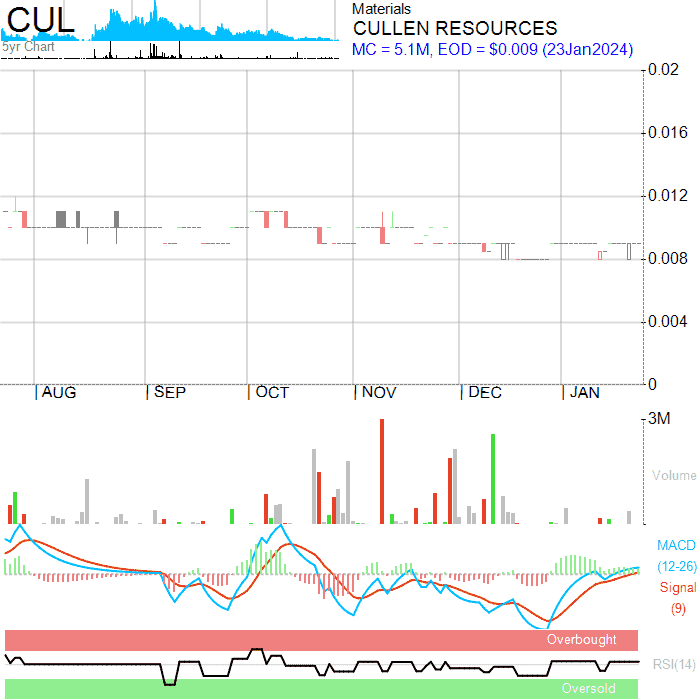 CUL
5yr Chart
Materials
CULLEN RESOURCES
MC = 5.1M, EOD = $0.009 (23Jan2024)
0.02
0.016
0.012
0.008
0.004
0
AUG SEP OCT NOV DEC JAN
3M
Volume
MACD
(12-26)
Signal
(9)
Overbought
RSI(14)
Oversold